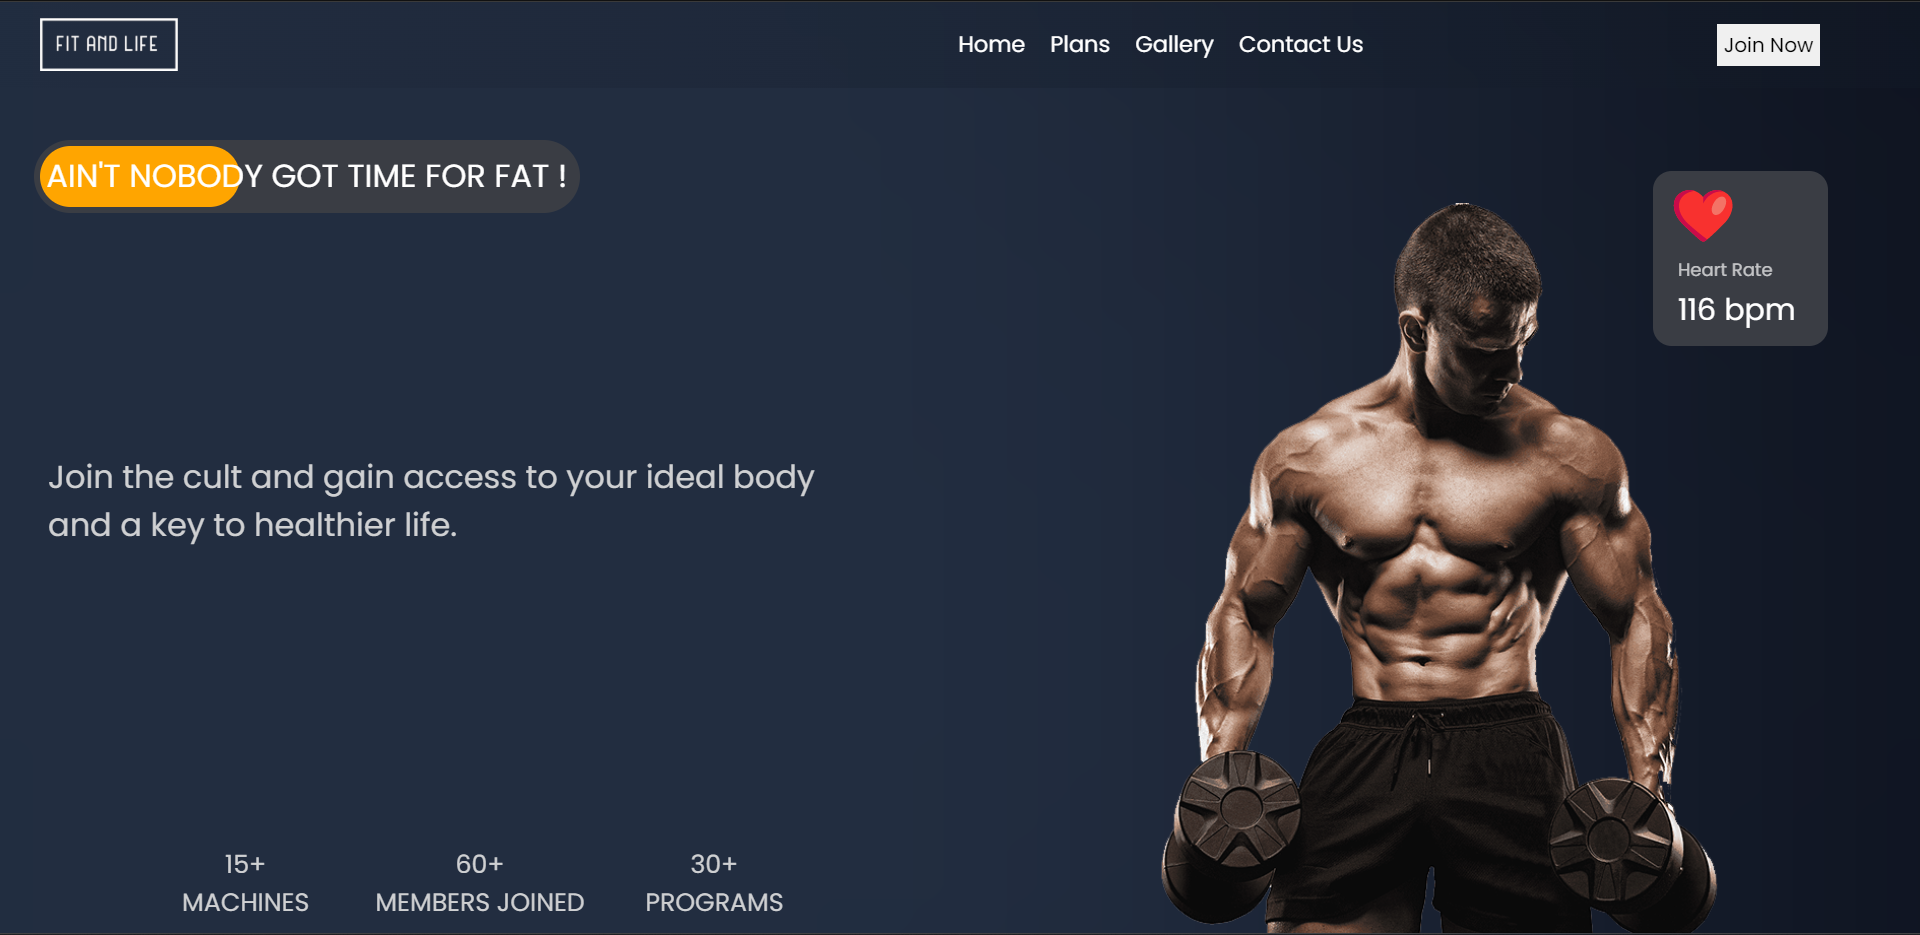 FIT AND LIFE
Home Plans Gallery Contact Us
Join Now
AIN'T NOBODY GOT TIME FOR FAT !
Heart Rate
116 bpm
Join the cult and gain access to your ideal body
and a key to healthier life.
15+
MACHINES
60+
MEMBERS JOINED
30+
PROGRAMS